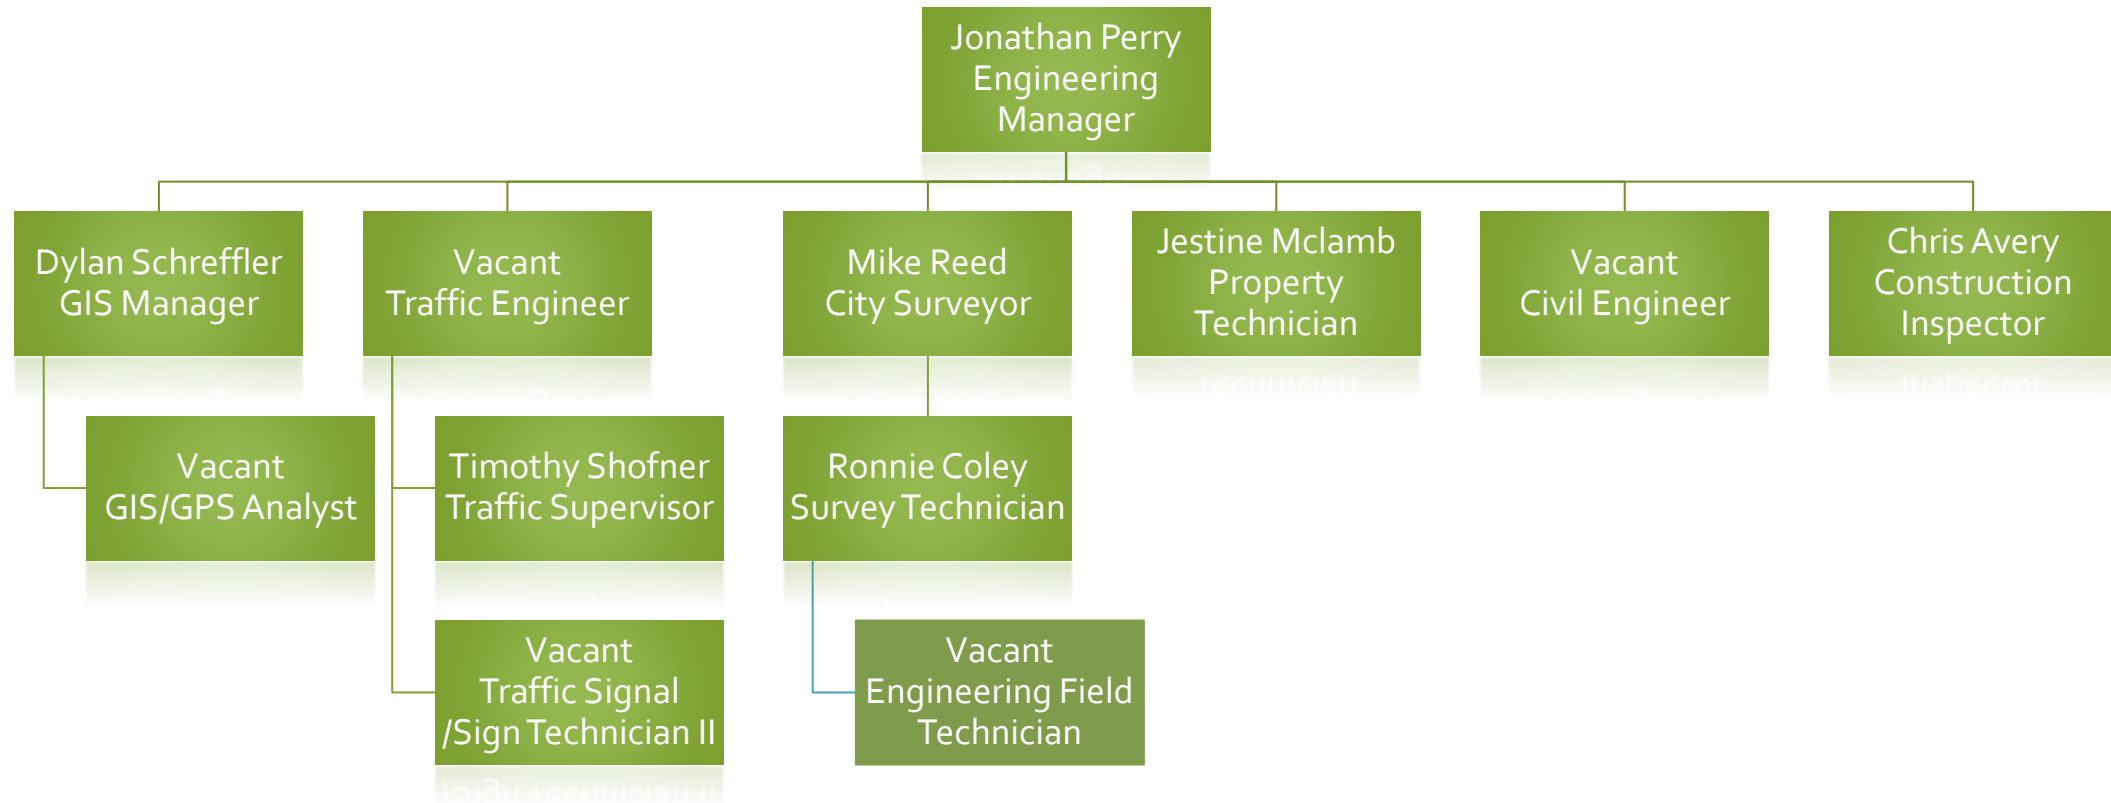 Jonathan Perry
Engineering
Manager
Dylan Schreffler
GIS Manager
Vacant
Traffic Engineer
Mike Reed
City Surveyor
Jestine Mclamb
Property
Technician
Vacant
Civil Engineer
Chris Avery
Construction
Inspector
Vacant
GIS/GPS Analyst
Timothy Shofner
Traffic Supervisor
Ronnie Coley
Survey Technician
Vacant
Traffic Signal
/Sign Technician II
Vacant
Engineering Field
Technician